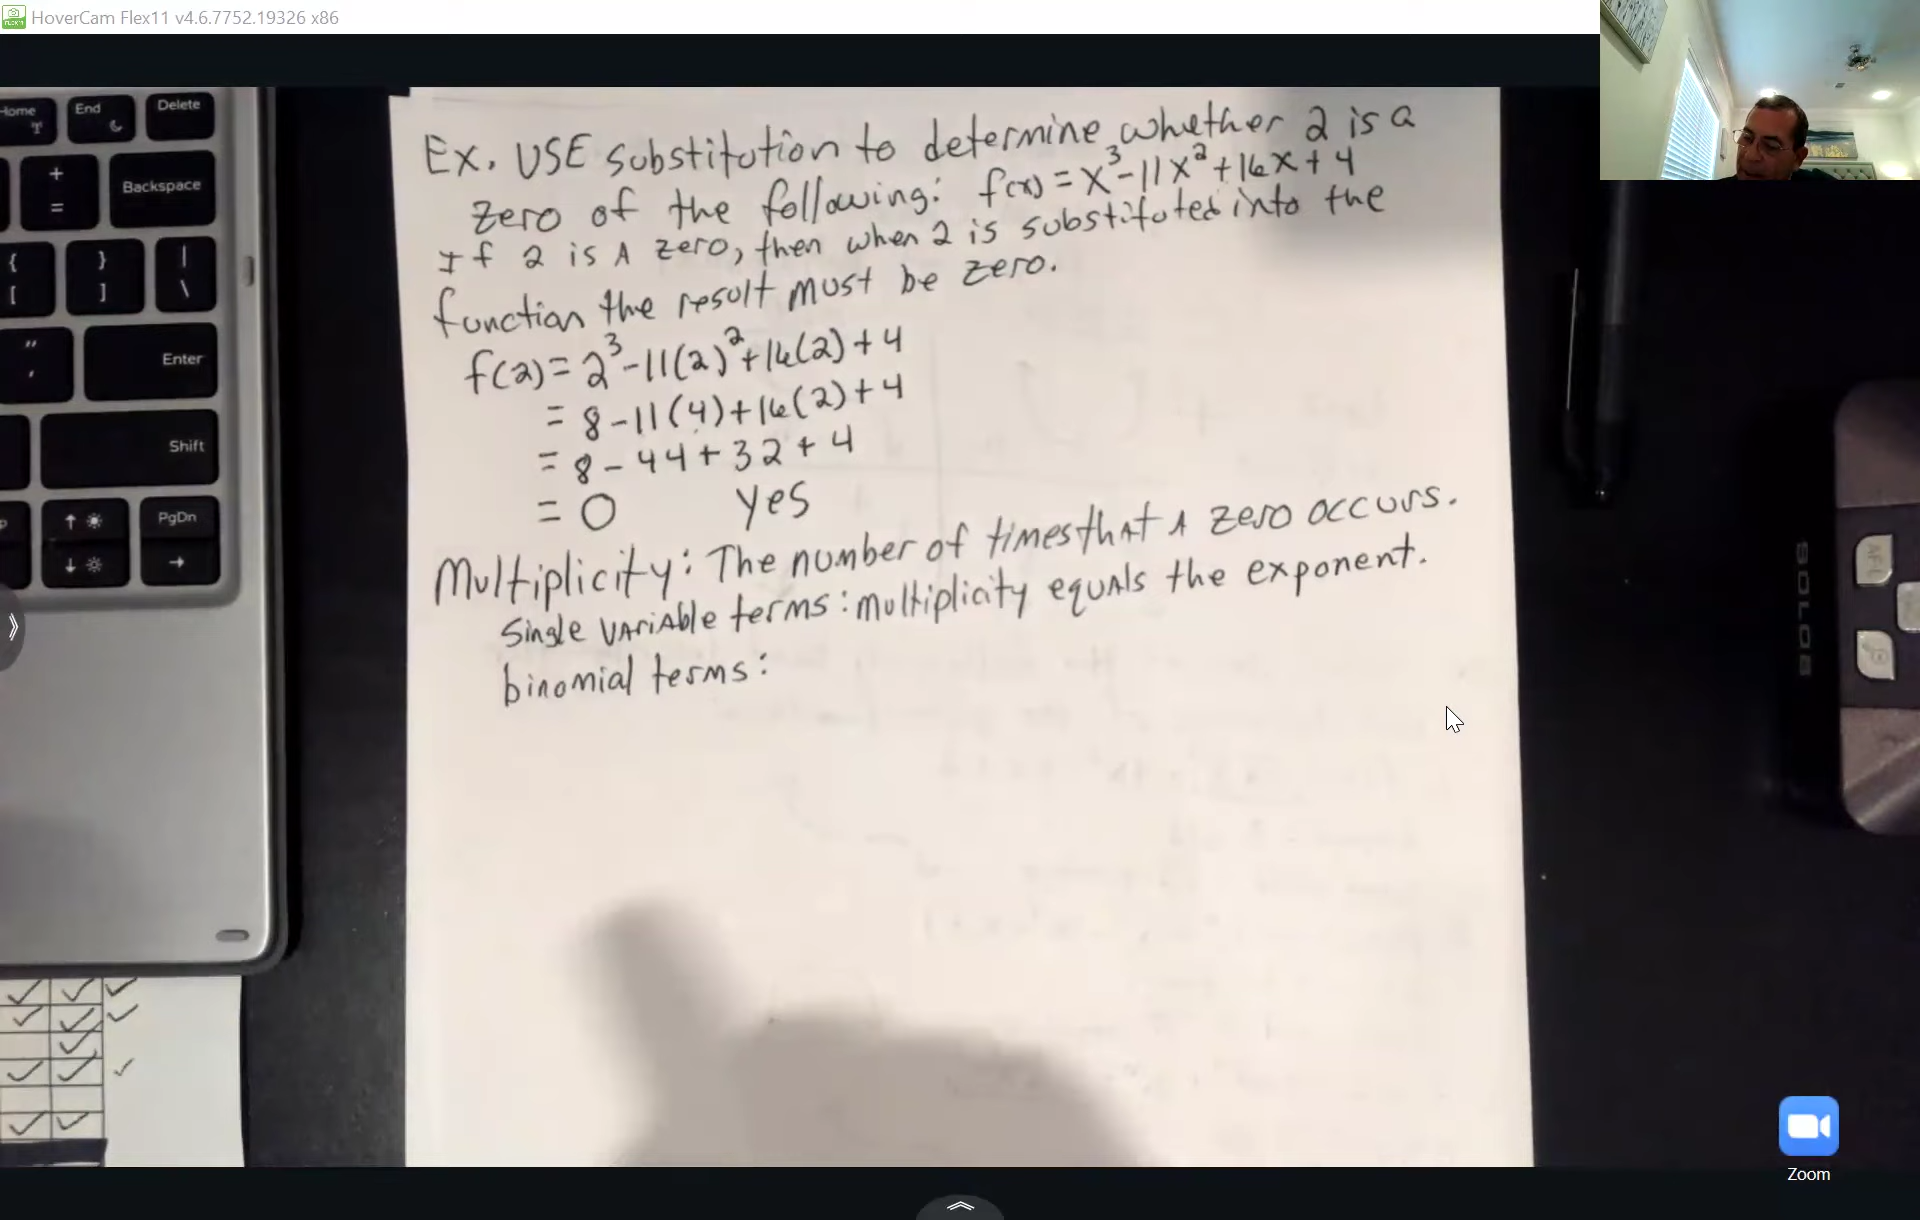 HoverCam Flex11 v4.6.7752.19326 x86
Home
End
Delete
+
=
Backspace
{
[
}
]
|
\
"
,
Enter
Shift
PgDn
Ex. USE substitution to determine whether 2 is a
zero of the following: f(x) = x³-11x²+16x+4
If 2 is A zero, then when 2 is substituted into the
function the result must be zero.
f(2) = 2³-11(2)²+16(2)+4
= 8-11(4)+16(2)+4
= 8-44+32+4
= 0 yes
Multiplicity: The number of times that A zero occurs.
Single variable terms: multiplicity equals the exponent.
binomial terms:
SOLO8
AF
Zoom